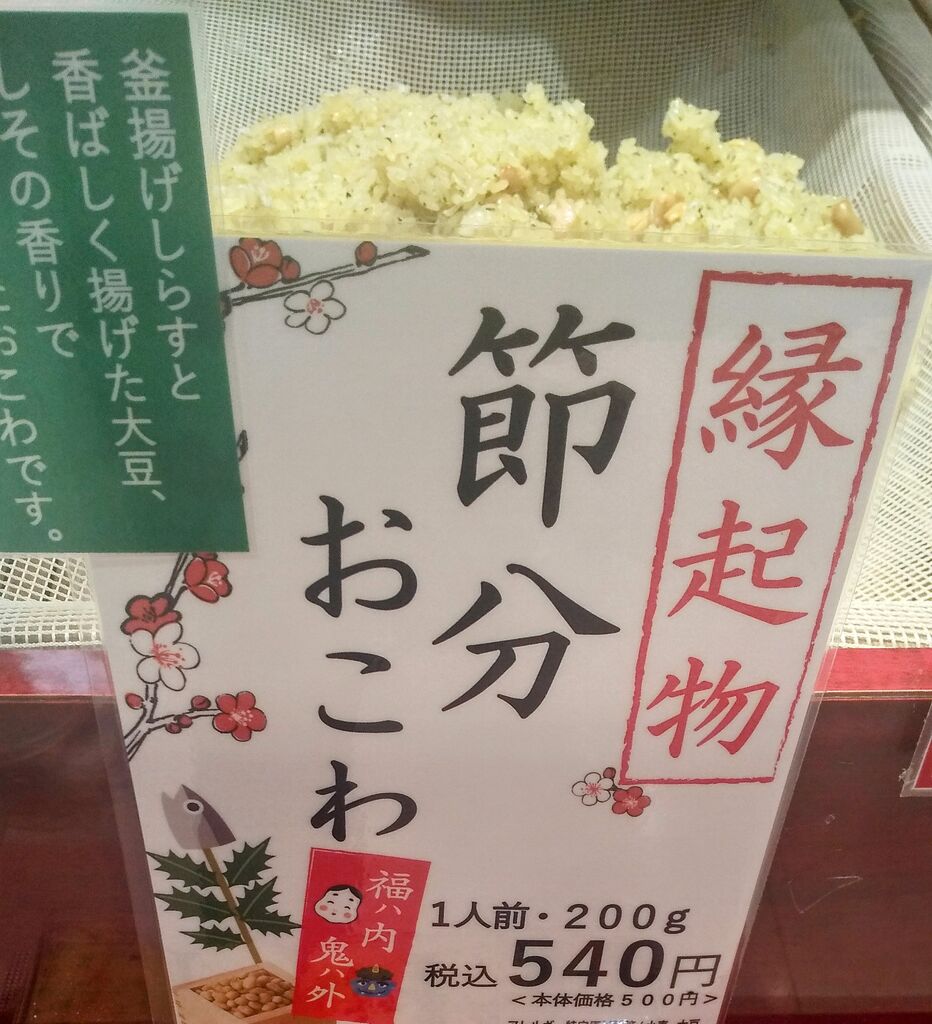 釜揚げしらすと
香ばしく揚げた大豆、
しその香りで
おこわです。
縁起物
節分
おこわ
福ハ内
鬼ハ外
1人前・200g
税込540円
<本体価格500円>